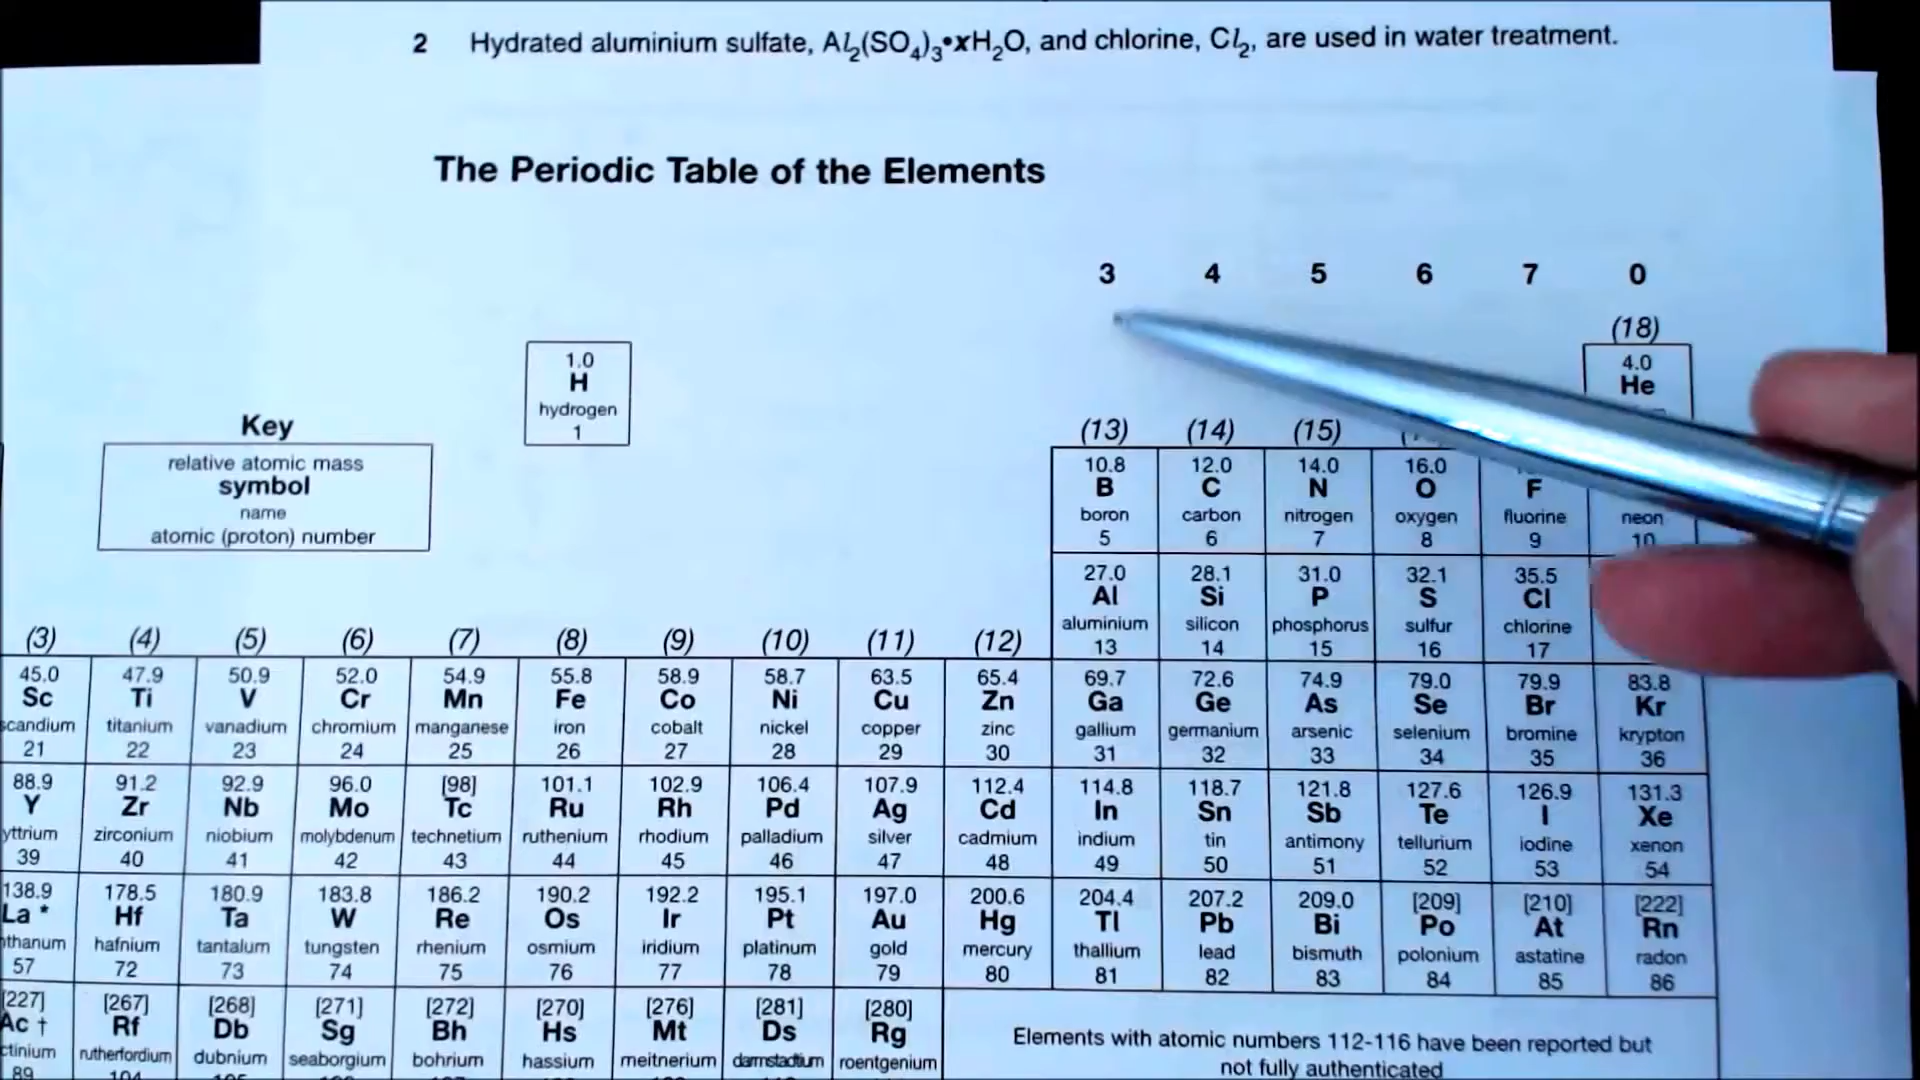 2 Hydrated aluminium sulfate, Al₂(SO₄)₃•xH₂O, and chlorine, Cl₂, are used in water treatment.
The Periodic Table of the Elements
3 4 5 6 7 0
(18)
1.0 4.0
H He
hydrogen
1
Key
(13) (14) (15)
relative atomic mass
symbol
name
atomic (proton) number
10.8 12.0 14.0 16.0
B C N O F
boron carbon nitrogen oxygen fluorine neon
5 6 7 8 9 10
27.0 28.1 31.0 32.1 35.5
Al Si P S Cl
aluminium silicon phosphorus sulfur chlorine
13 14 15 16 17
(3) (4) (5) (6) (7) (8) (9) (10) (11) (12)
45.0 47.9 50.9 52.0 54.9 55.8 58.9 58.7 63.5 65.4 69.7 72.6 74.9 79.0 79.9 83.8
Sc Ti V Cr Mn Fe Co Ni Cu Zn Ga Ge As Se Br Kr
scandium titanium vanadium chromium manganese iron cobalt nickel copper zinc gallium germanium arsenic selenium bromine krypton
21 22 23 24 25 26 27 28 29 30 31 32 33 34 35 36
88.9 91.2 92.9 96.0 [98] 101.1 102.9 106.4 107.9 112.4 114.8 118.7 121.8 127.6 126.9 131.3
Y Zr Nb Mo Tc Ru Rh Pd Ag Cd In Sn Sb Te I Xe
yttrium zirconium niobium molybdenum technetium ruthenium rhodium palladium silver cadmium indium tin antimony tellurium iodine xenon
39 40 41 42 43 44 45 46 47 48 49 50 51 52 53 54
138.9 178.5 180.9 183.8 186.2 190.2 192.2 195.1 197.0 200.6 204.4 207.2 209.0 [209] [210] [222]
La * Hf Ta W Re Os Ir Pt Au Hg Tl Pb Bi Po At Rn
nthanum hafnium tantalum tungsten rhenium osmium iridium platinum gold mercury thallium lead bismuth polonium astatine radon
57 72 73 74 75 76 77 78 79 80 81 82 83 84 85 86
[227] [267] [268] [271] [272] [270] [276] [281] [280]
Ac † Rf Db Sg Bh Hs Mt Ds Rg
ctinium rutherfordium dubnium seaborgium bohrium hassium meitnerium darmstadtium roentgenium
89
Elements with atomic numbers 112-116 have been reported but
not fully authenticated